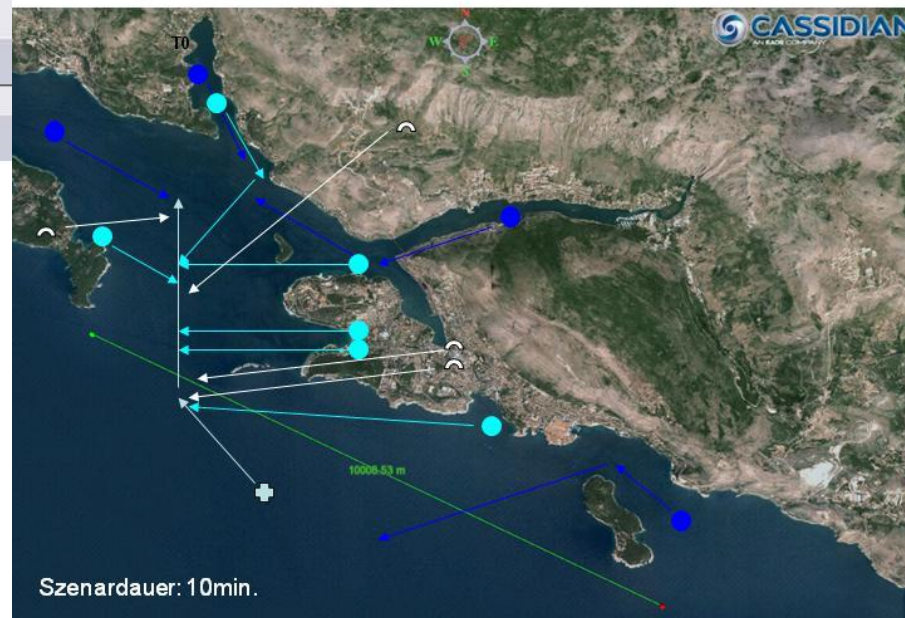 T0
N
W E
S
CASSIDIAN
AN EADS COMPANY
10008.53 m
Szenardauer: 10min.